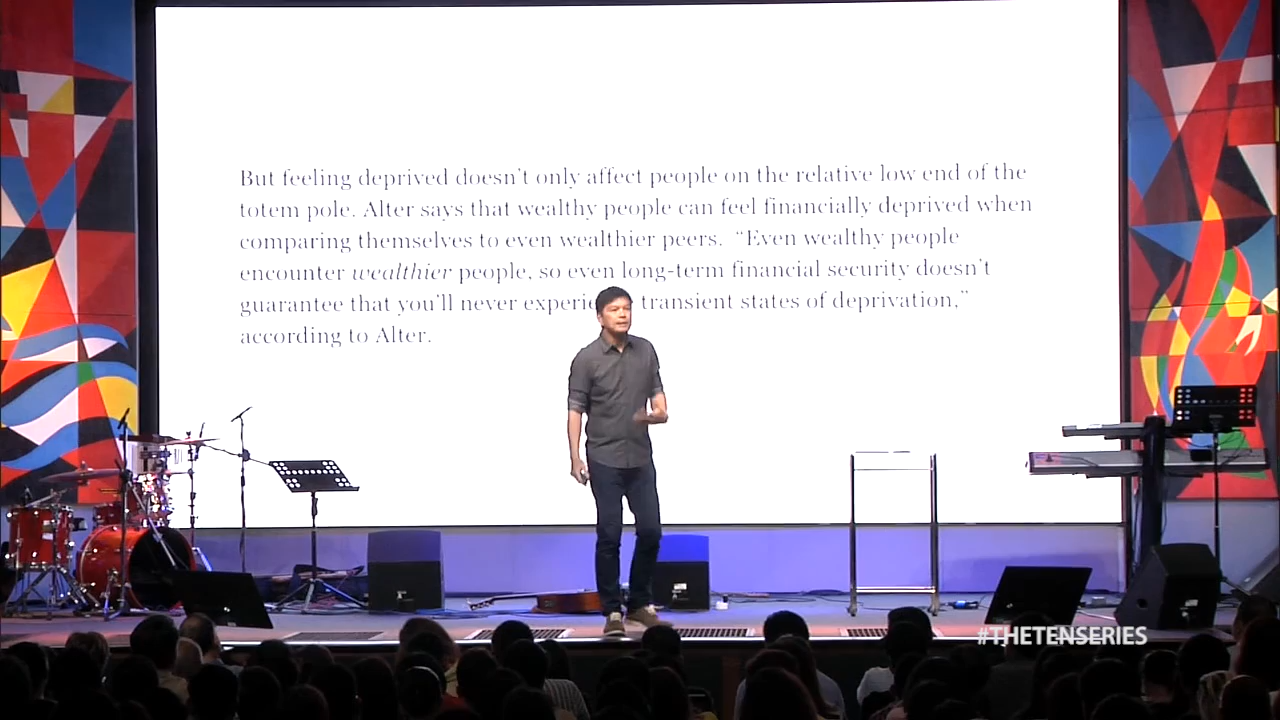 But feeling deprived doesn't only affect people on the relative low end of the
totem pole. Alter says that wealthy people can feel financially deprived when
comparing themselves to even wealthier peers. “Even wealthy people
encounter wealthier people, so even long-term financial security doesn't
guarantee that you'll never experie transient states of deprivation,”
according to Alter.
#THETENSERIES